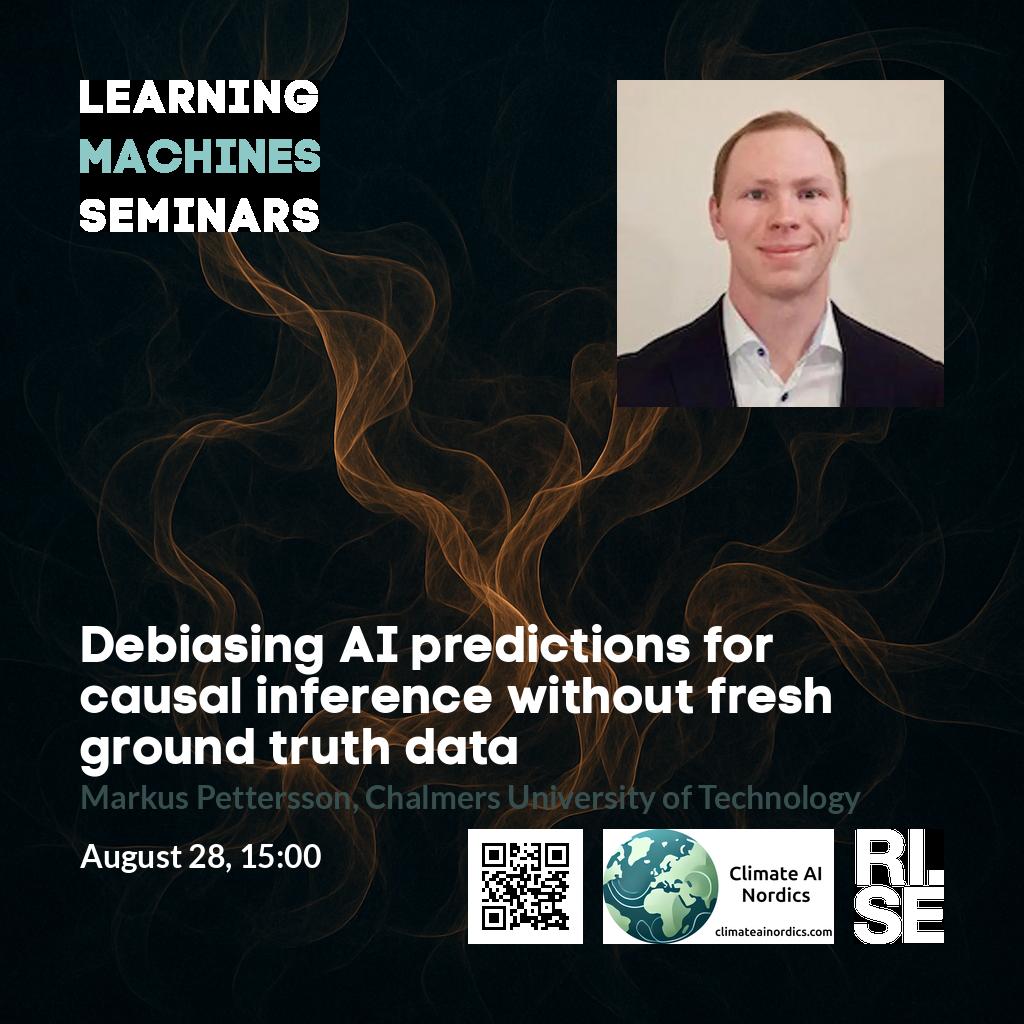 LEARNING
MACHINES
SEMINARS
Debiasing AI predictions for
causal inference without fresh
ground truth data
Markus Pettersson, Chalmers University of Technology
August 28, 15:00
Climate AI
Nordics
climateainordics.com
RI.
SE